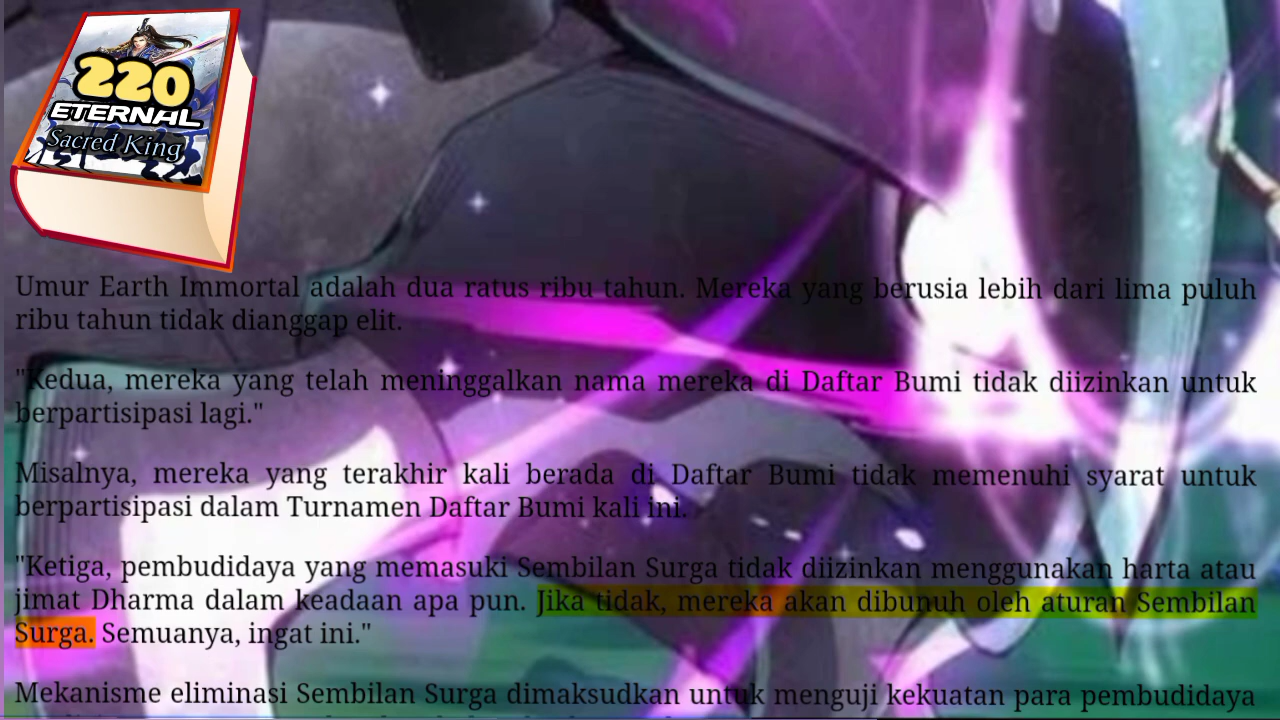 220
ETERNAL
Sacred King
Umur Earth Immortal adalah dua ratus ribu tahun. Mereka yang berusia lebih dari lima puluh
ribu tahun tidak dianggap elit.
"Kedua, mereka yang telah meninggalkan nama mereka di Daftar Bumi tidak diizinkan untuk
berpartisipasi lagi."
Misalnya, mereka yang terakhir kali berada di Daftar Bumi tidak memenuhi syarat untuk
berpartisipasi dalam Turnamen Daftar Bumi kali ini.
"Ketiga, pembudidaya yang memasuki Sembilan Surga tidak diizinkan menggunakan harta atau
jimat Dharma dalam keadaan apa pun. Jika tidak, mereka akan dibunuh oleh aturan Sembilan
Surga. Semuanya, ingat ini."
Mekanisme eliminasi Sembilan Surga dimaksudkan untuk menguji kekuatan para pembudidaya